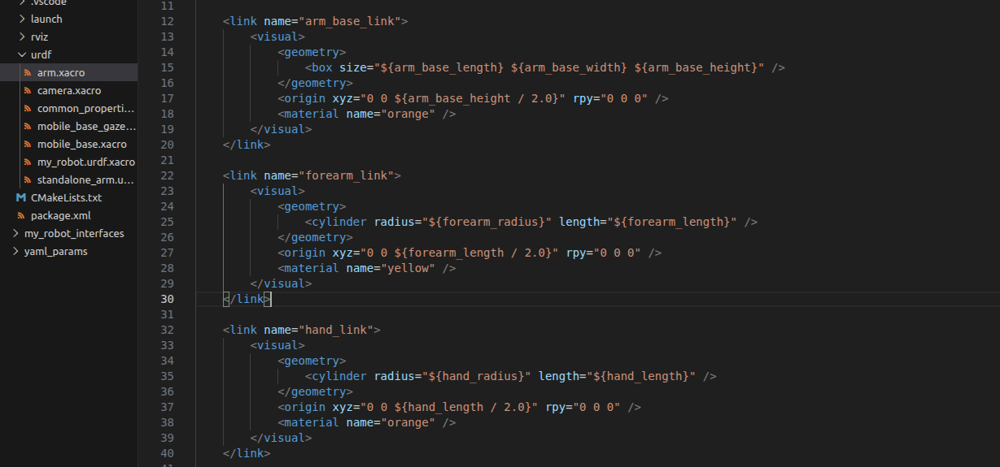 .vscode
launch
rviz
urdf
arm.xacro
camera.xacro
common_properti...
mobile_base_gaze...
mobile_base.xacro
my_robot.urdf.xacro
standalone_arm.u...
CMakeLists.txt
package.xml
my_robot_interfaces
yaml_params
11
12 <link name="arm_base_link">
13 <visual>
14 <geometry>
15 <box size="${arm_base_length} ${arm_base_width} ${arm_base_height}" />
16 </geometry>
17 <origin xyz="0 0 ${arm_base_height / 2.0}" rpy="0 0 0" />
18 <material name="orange" />
19 </visual>
20 </link>
21
22 <link name="forearm_link">
23 <visual>
24 <geometry>
25 <cylinder radius="${forearm_radius}" length="${forearm_length}" />
26 </geometry>
27 <origin xyz="0 0 ${forearm_length / 2.0}" rpy="0 0 0" />
28 <material name="yellow" />
29 </visual>
30 </link>
31
32 <link name="hand_link">
33 <visual>
34 <geometry>
35 <cylinder radius="${hand_radius}" length="${hand_length}" />
36 </geometry>
37 <origin xyz="0 0 ${hand_length / 2.0}" rpy="0 0 0" />
38 <material name="orange" />
39 </visual>
40 </link>